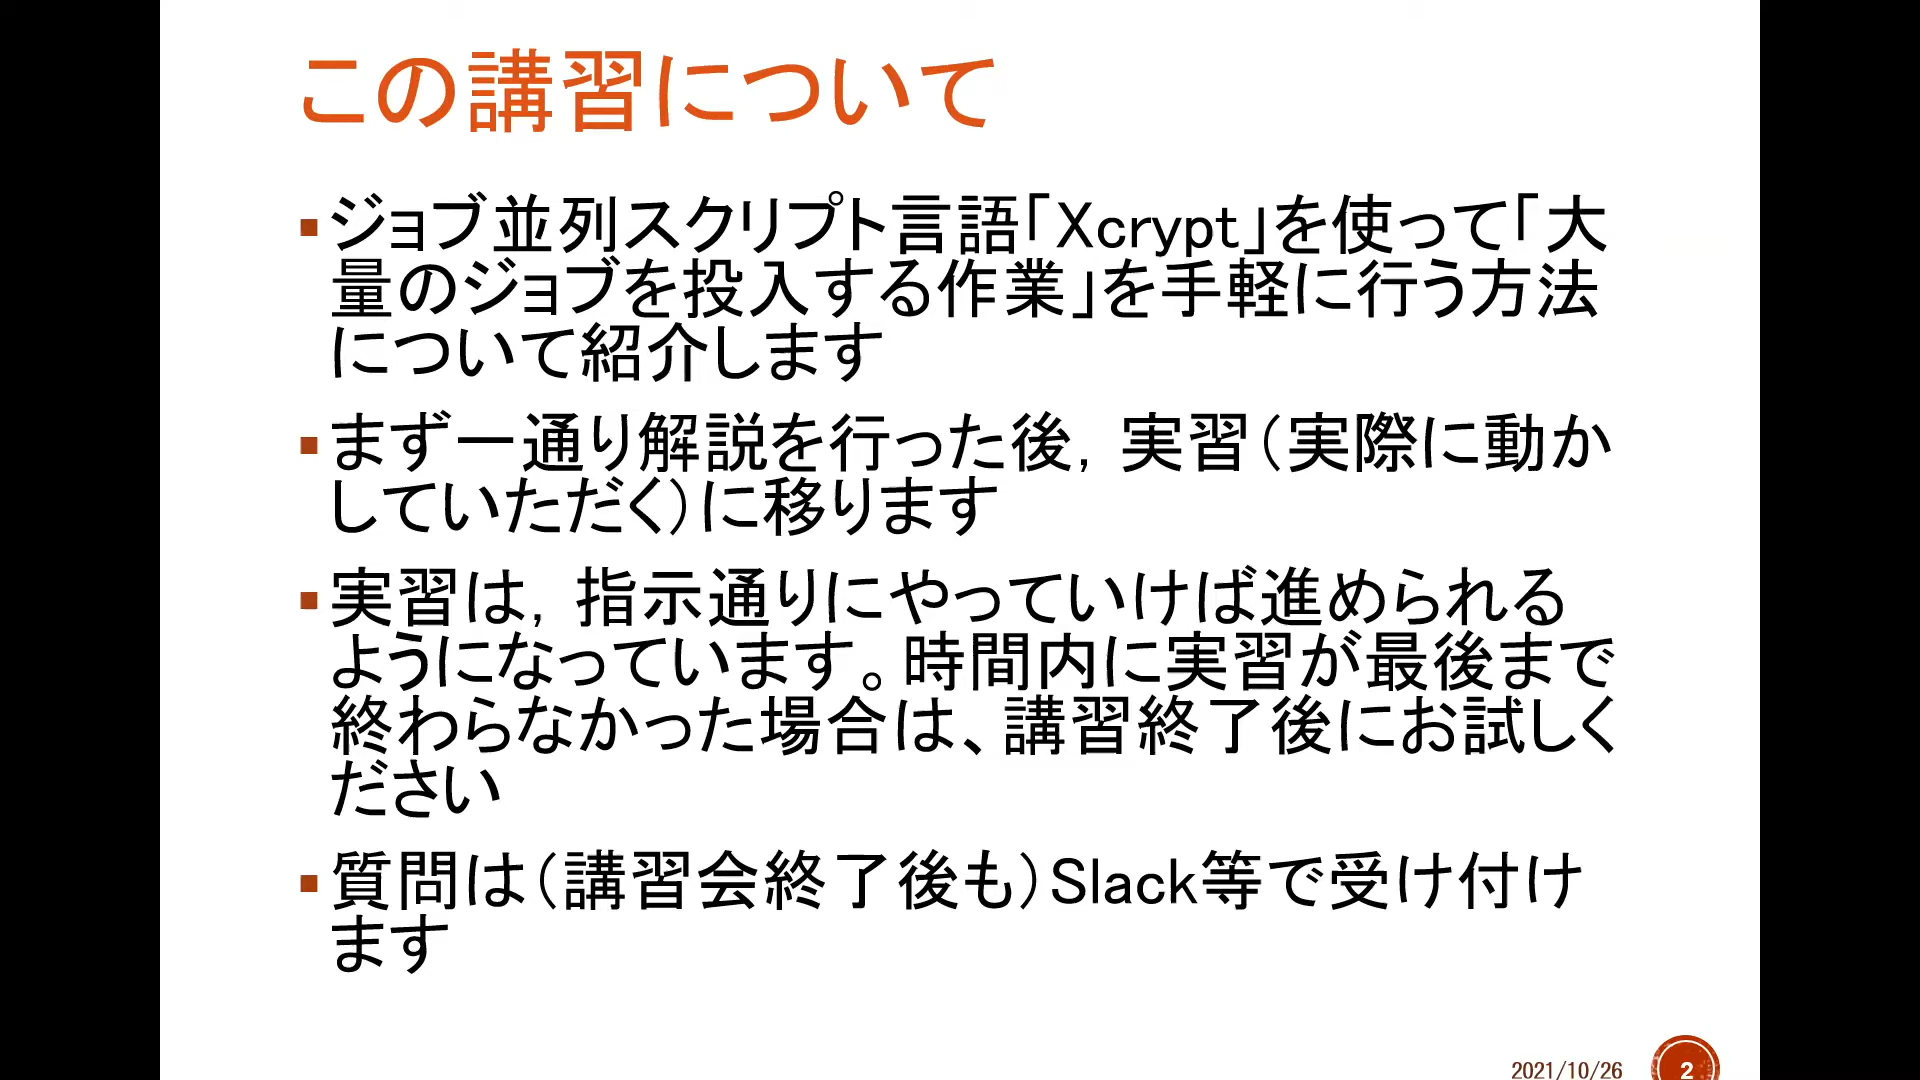 この講習について
▪ジョブ並列スクリプト言語「Xcrypt」を使って「大
量のジョブを投入する作業」を手軽に行う方法
について紹介します
▪まず一通り解説を行った後，実習（実際に動か
していただく）に移ります
▪実習は，指示通りにやっていけば進められる
ようになっています。時間内に実習が最後まで
終わらなかった場合は、講習終了後にお試しく
ださい
▪質問は（講習会終了後も）Slack等で受け付け
ます
2021/10/26
2